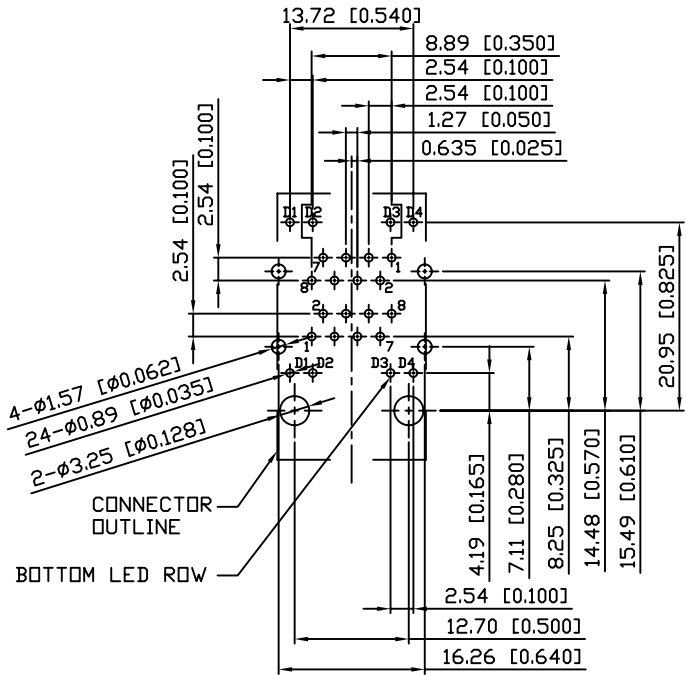 13.72 [0.540]
8.89 [0.350]
2.54 [0.100]
2.54 [0.100]
1.27 [0.050]
0.635 [0.025]
2.54 [0.100]
2.54 [0.100]
D1 D2 D3 D4
7 1
8 2
2 8
1 7
D1 D2 D3 D4
4-ø1.57 [ø0.062]
24-ø0.89 [ø0.035]
2-ø3.25 [ø0.128]
CONNECTOR
OUTLINE
BOTTOM LED ROW
4.19 [0.165]
7.11 [0.280]
8.25 [0.325]
14.48 [0.570]
15.49 [0.610]
20.95 [0.825]
2.54 [0.100]
12.70 [0.500]
16.26 [0.640]